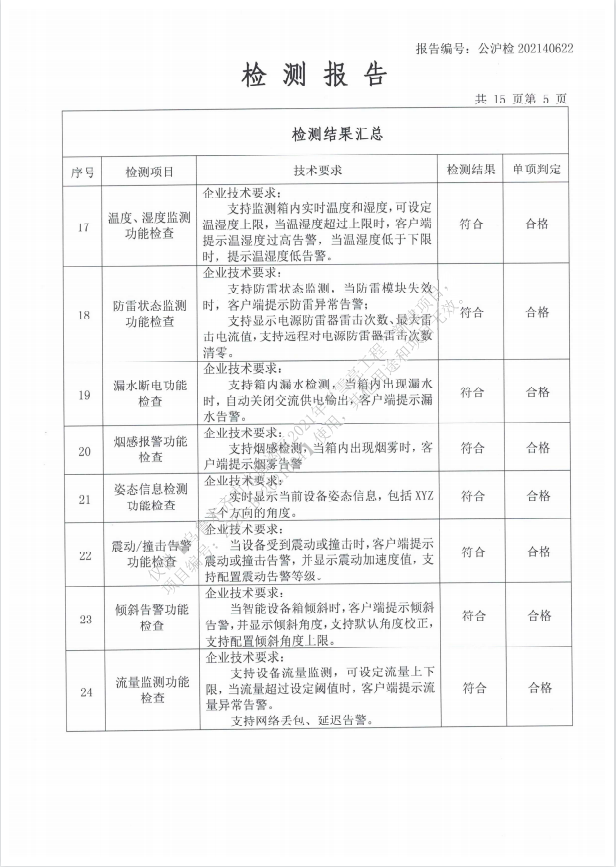 报告编号：公沪检 202140622
检 测 报 告
共 15 页第 5 页
检测结果汇总
序号 检测项目 技术要求 检测结果 单项判定
17 温度、湿度监测功能检查 符合 合格
企业技术要求：
支持监测箱内实时温度和湿度，可设定
温湿度上限，当温湿度超过上限时，客户端
提示温湿度过高告警，当温湿度低于下限
时，提示温湿度低告警。
18 防雷状态监测功能检查 符合 合格
企业技术要求：
支持防雷状态监测，当防雷模块失效
时，客户端提示防雷异常告警；
支持显示电源防雷器雷击次数、最大雷
击电流值，支持远程对电源防雷器雷击次数
清零。
19 漏水断电功能检查 符合 合格
企业技术要求：
支持箱内漏水检测，当箱内出现漏水
时，自动关闭交流供电输出，客户端提示漏
水告警。
20 烟感报警功能检查 符合 合格
企业技术要求：
支持烟感检测，当箱内出现烟雾时，客
户端提示烟雾告警
21 姿态信息检测功能检查 符合 合格
企业技术要求：
实时显示当前设备姿态信息，包括 XYZ
三个方向的角度。
22 震动/撞击告警功能检查 符合 合格
企业技术要求：
当设备受到震动或撞击时，客户端提示
震动或撞击告警，并显示震动加速度值，支
持配置震动告警等级。
23 倾斜告警功能检查 符合 合格
企业技术要求：
当智能设备箱倾斜时，客户端提示倾斜
告警，并显示倾斜角度，支持默认角度校正，
支持配置倾斜角度上限。
24 流量监测功能检查 符合 合格
企业技术要求：
支持设备流量监测，可设定流量上下
限，当流量超过设定阈值时，客户端提示流
量异常告警。
支持网络丢包、延迟告警。